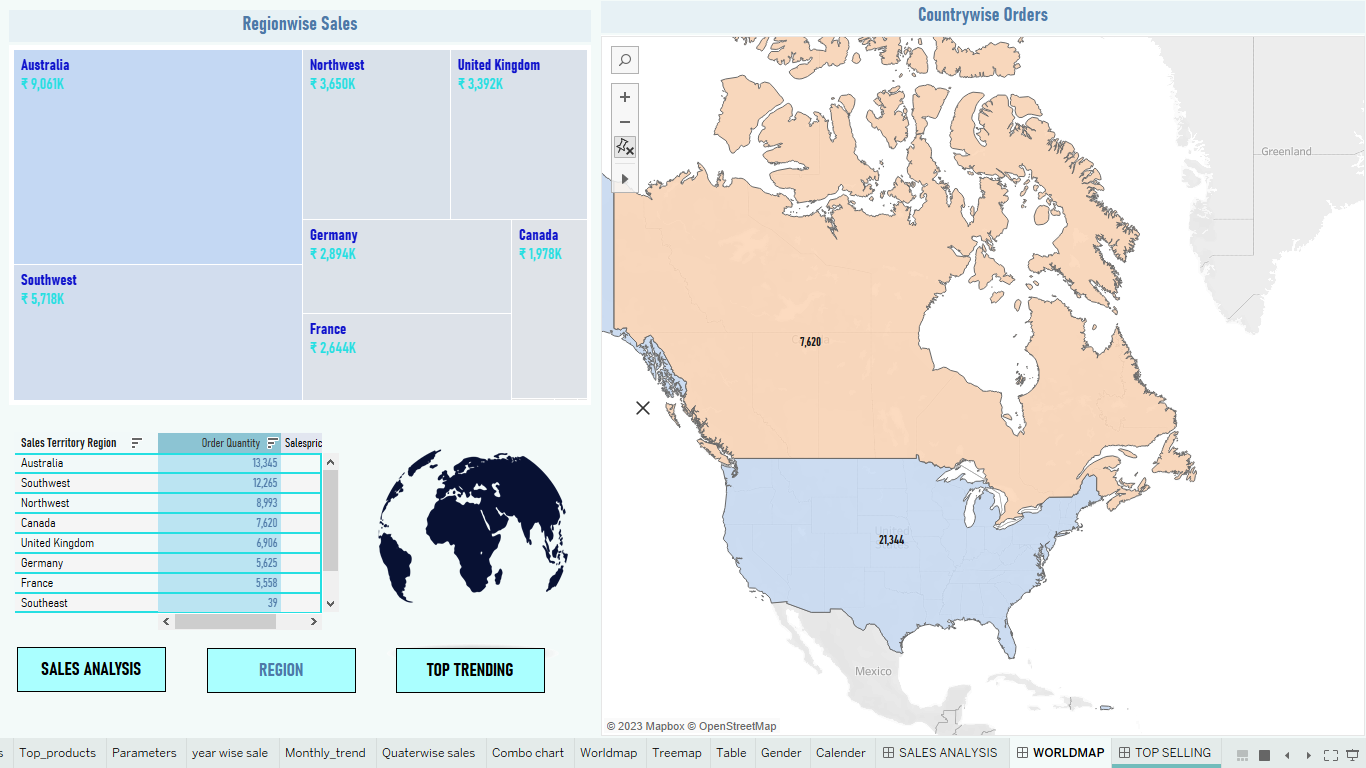 Regionwise Sales
Australia
₹ 9,061K
Northwest
₹ 3,650K
United Kingdom
₹ 3,392K
Southwest
₹ 5,718K
Germany
₹ 2,894K
Canada
₹ 1,978K
France
₹ 2,644K
Sales Territory Region Order Quantity Salespric
Australia 13,345
Southwest 12,265
Northwest 8,993
Canada 7,620
United Kingdom 6,906
Germany 5,625
France 5,558
Southeast 39
SALES ANALYSIS REGION TOP TRENDING
Countrywise Orders
Greenland
7,620
United
21,344
Mexico
© 2023 Mapbox © OpenStreetMap
s Top_products Parameters year wise sale Monthly_trend Quaterwise sales Combo chart Worldmap Treemap Table Gender Calender SALES ANALYSIS WORLDMAP TOP SELLING